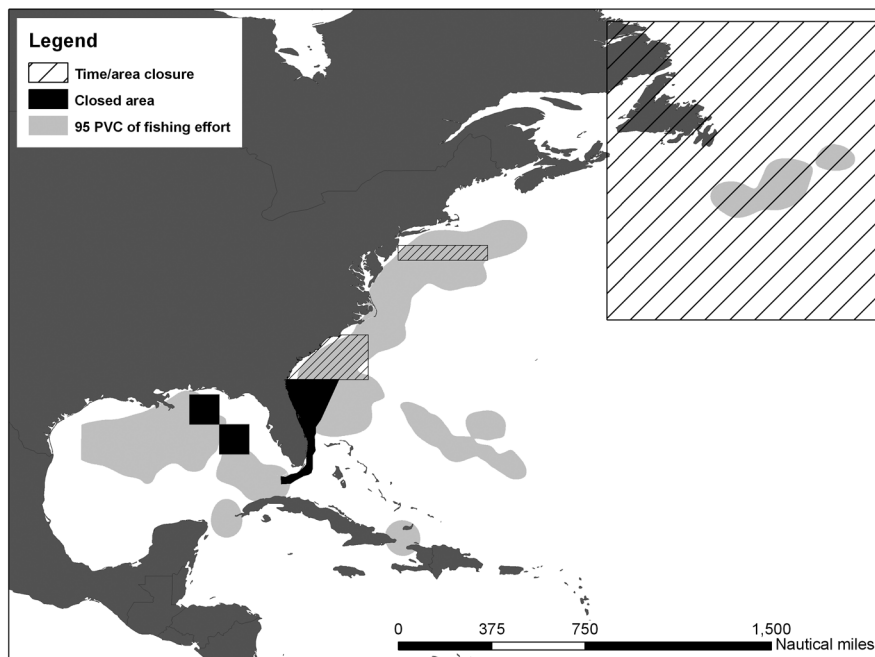 Legend
Time/area closure
Closed area
95 PVC of fishing effort
0 375 750 1,500
Nautical miles